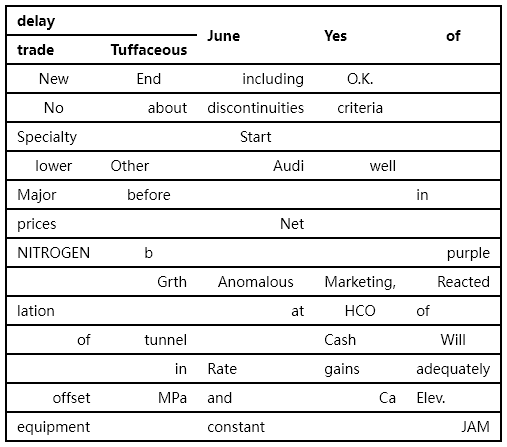 delay June Yes of
trade Tuffaceous
New End including O.K.
No about discontinuities criteria
Specialty Start
lower Other Audi well
Major before in
prices Net
NITROGEN b purple
Grth Anomalous Marketing, Reacted
lation at HCO of
of tunnel Cash Will
in Rate gains adequately
offset MPa and Ca Elev.
equipment constant JAM